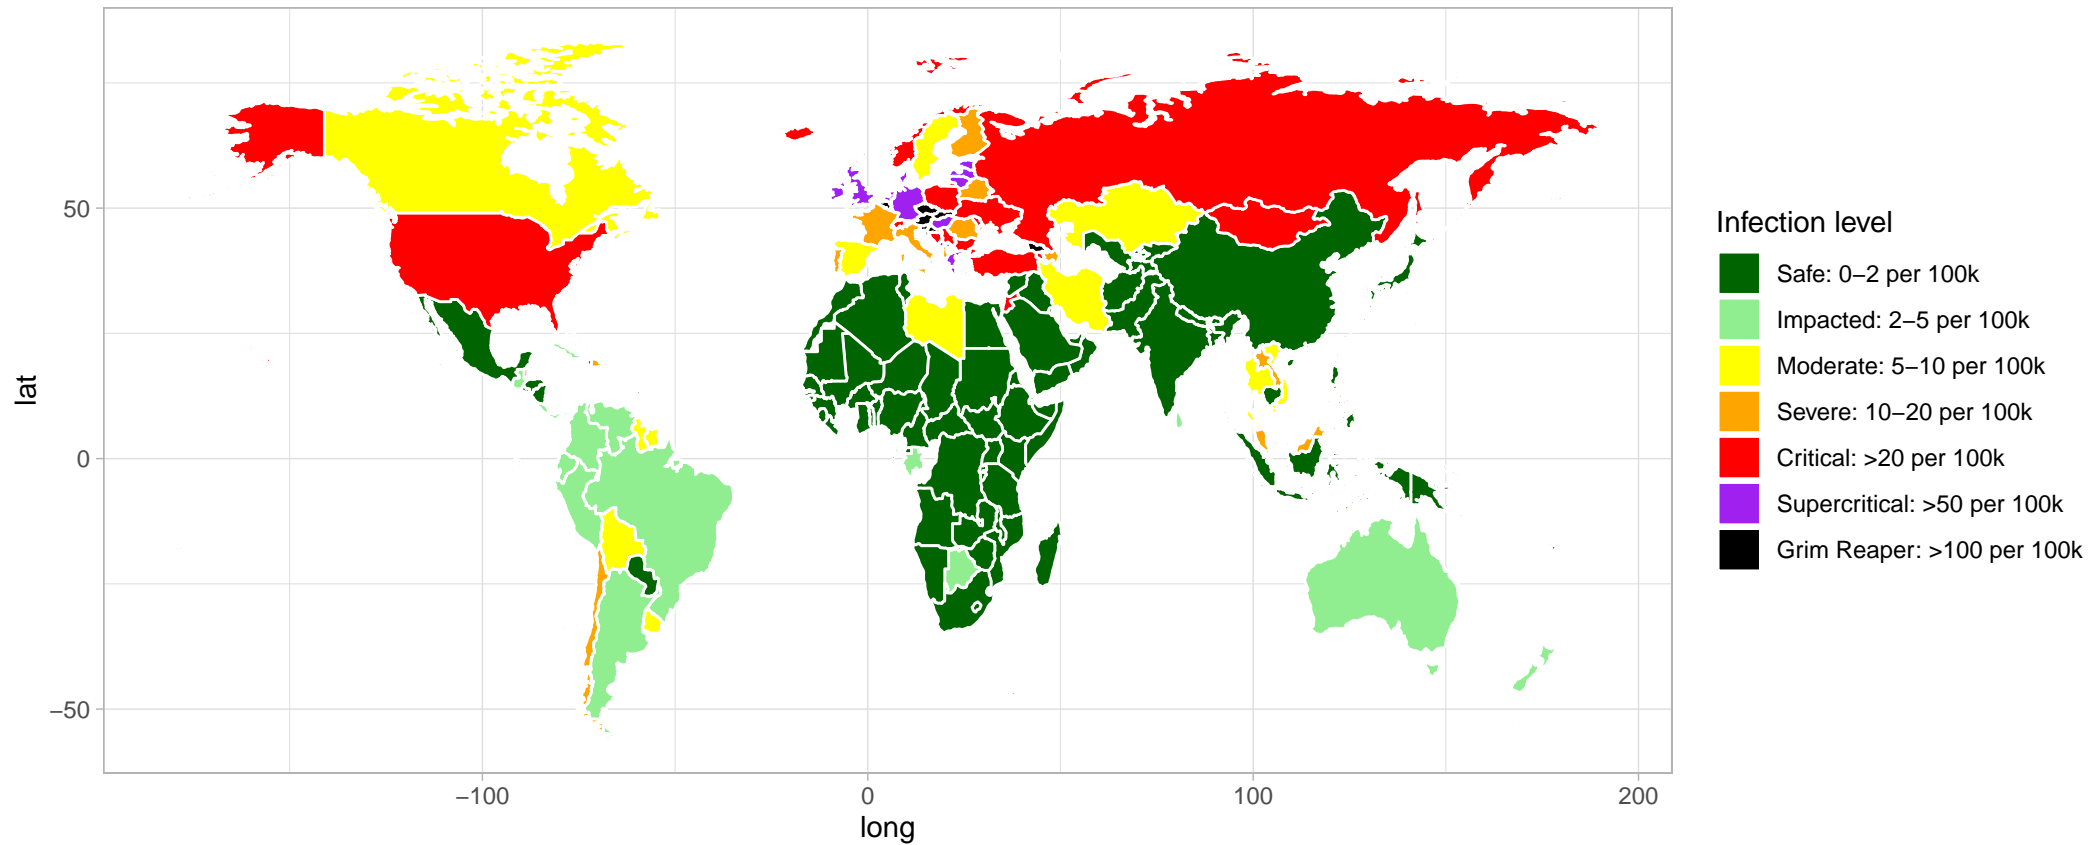 50
0
−50
lat
−100
0
100
200
long
Infection level
Safe: 0−2 per 100k
Impacted: 2−5 per 100k
Moderate: 5−10 per 100k
Severe: 10−20 per 100k
Critical: >20 per 100k
Supercritical: >50 per 100k
Grim Reaper: >100 per 100k